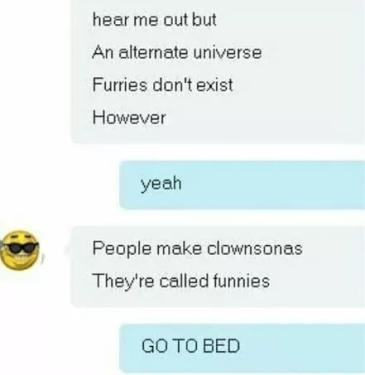 hear me out but
An alternate universe
Furries don't exist
However
yeah
People make clownsonas
They're called funnies
GO TO BED